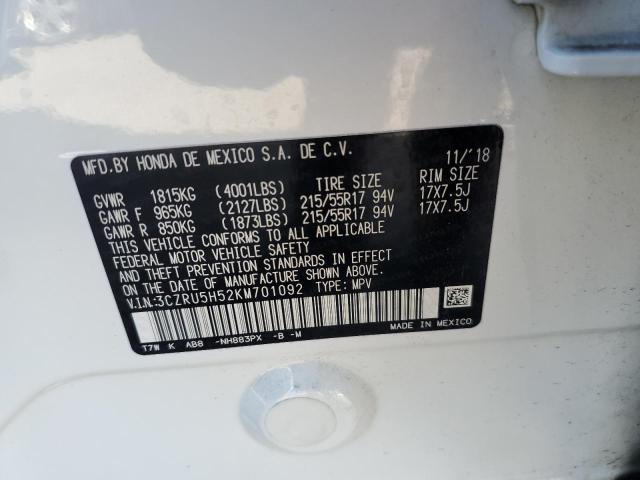 MFD.BY HONDA DE MEXICO S.A. DE C.V. 11/'18
TIRE SIZE RIM SIZE
GVWR 1815KG (4001LBS)
GAWR F 965KG (2127LBS) 215/55R17 94V 17X7.5J
GAWR R 850KG (1873LBS) 215/55R17 94V 17X7.5J
THIS VEHICLE CONFORMS TO ALL APPLICABLE
FEDERAL MOTOR VEHICLE SAFETY
AND THEFT PREVENTION STANDARDS IN EFFECT
ON THE DATE OF MANUFACTURE SHOWN ABOVE.
V.I.N:3CZRU5H52KM701092 TYPE: MPV
T7W K AB8 -NH883PX -B -M MADE IN MEXICO